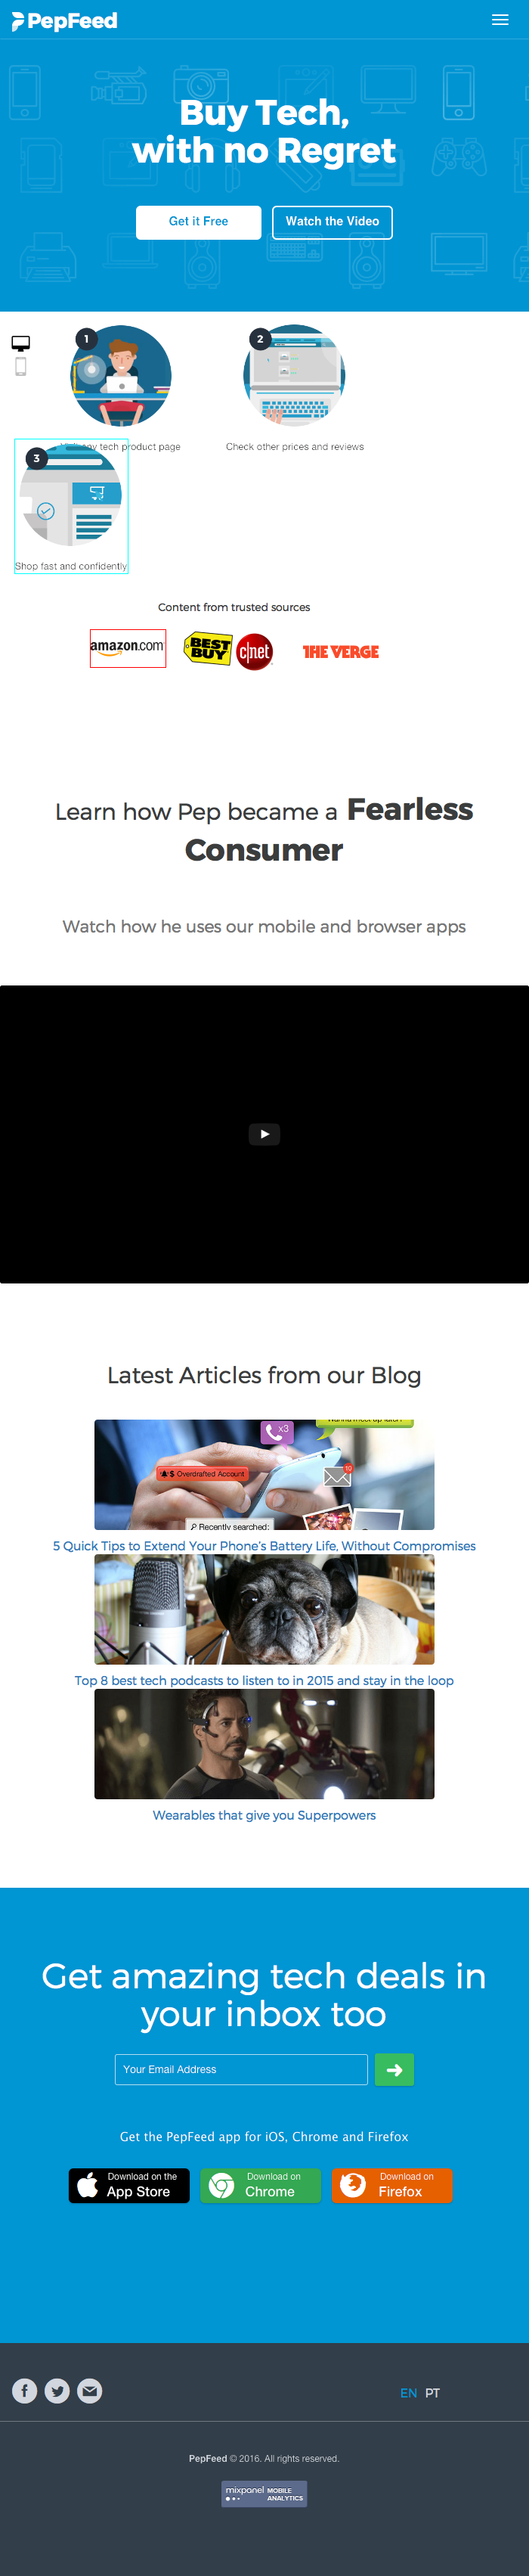 PepFeed
Buy Tech,
with no Regret
Get it Free
Watch the Video
1
2
any tech product page
Check other prices and reviews
3
Shop fast and confidently
Content from trusted sources
amazon.com
BEST BUY
c|net
THE VERGE
Learn how Pep became a Fearless
Consumer
Watch how he uses our mobile and browser apps
Latest Articles from our Blog
x3
Wanna meet up later?
$ Overdrafted Account
10
Recently searched:
5 Quick Tips to Extend Your Phone's Battery Life, Without Compromises
Top 8 best tech podcasts to listen to in 2015 and stay in the loop
Wearables that give you Superpowers
Get amazing tech deals in
your inbox too
Your Email Address
Get the PepFeed app for iOS, Chrome and Firefox
Download on the
App Store
Download on
Chrome
Download on
Firefox
EN PT
PepFeed © 2016. All rights reserved.
mixpanel MOBILE
ANALYTICS